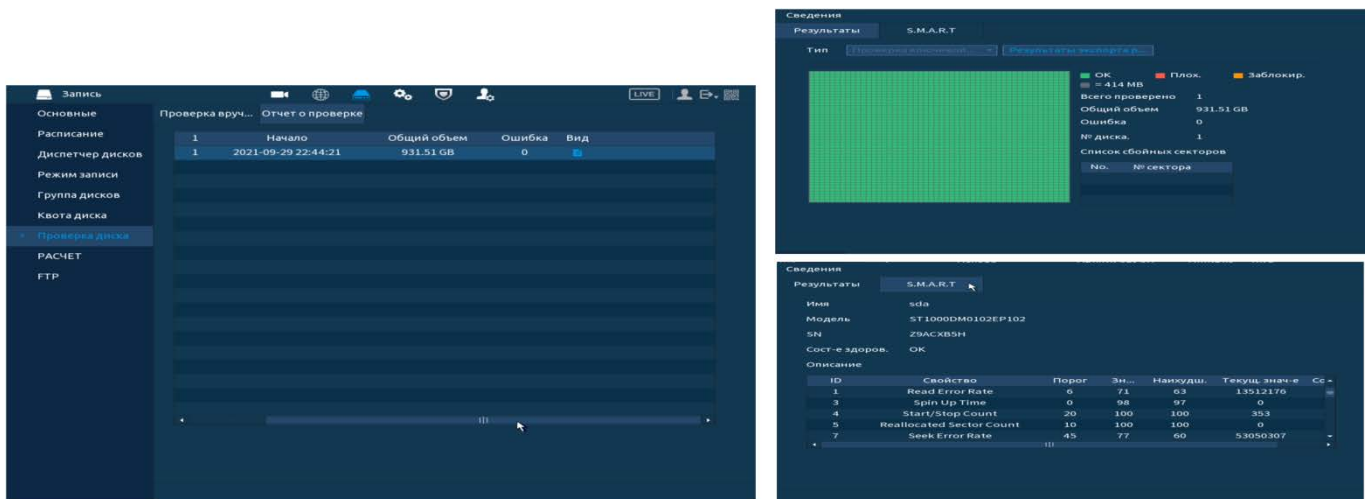 Запись
LIVE
Основные
Расписание
Диспетчер дисков
Режим записи
Группа дисков
Квота диска
Проверка диска
РАСЧЕТ
FTP
Проверка вруч... Отчет о проверке
1 Начало Общий объем Ошибка Вид
1 2021-09-29 22:44:21 931.51 GB 0
Сведения
Результаты S.M.A.R.T
Тип
OK Плох. Заблокир.
= 414 MB
Всего проверено 1
Общий объем 931.51 GB
Ошибка 0
№ диска. 1
Список сбойных секторов
No. № сектора
Сведения
Результаты S.M.A.R.T
Имя sda
Модель ST1000DM0102EP102
SN Z9ACXB5H
Сост-е здоров. OK
Описание
ID Свойство Порог Зн... Наихудш. Текущ. знач-е Сс
1 Read Error Rate 6 71 63 13512176
3 Spin Up Time 0 98 97 0
4 Start/Stop Count 20 100 100 353
5 Reallocated Sector Count 10 100 100 0
7 Seek Error Rate 45 77 60 53050307